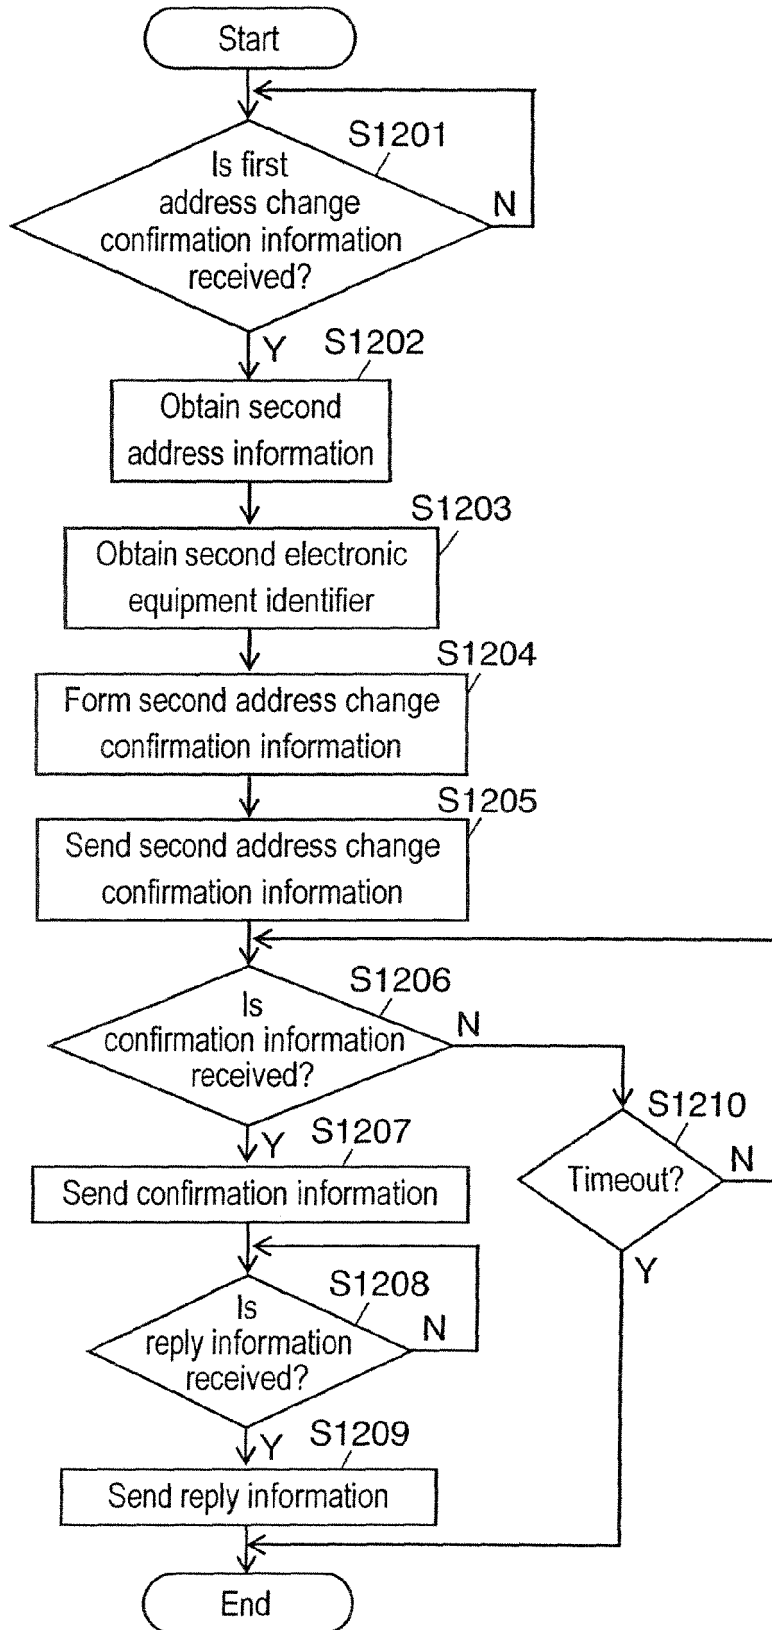 Start
S1201
Is first
address change
confirmation information
received?
N
Y
S1202
Obtain second
address information
S1203
Obtain second electronic
equipment identifier
S1204
Form second address change
confirmation information
S1205
Send second address change
confirmation information
S1206
Is
confirmation information
received?
N
Y
S1207
Send confirmation information
S1210
Timeout?
N
Y
S1208
Is
reply information
received?
N
Y
S1209
Send reply information
End